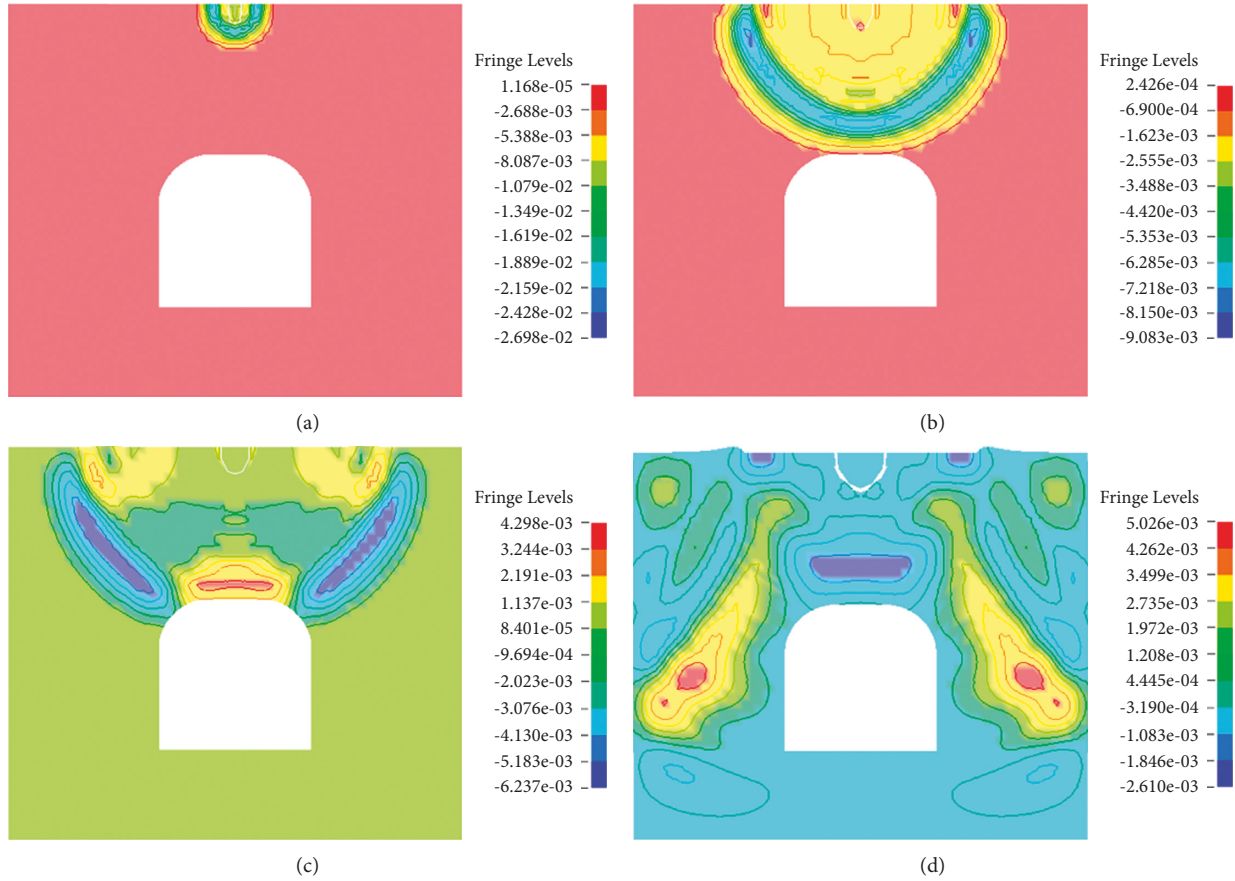 Fringe Levels
1.168e-05
-2.688e-03
-5.388e-03
-8.087e-03
-1.079e-02
-1.349e-02
-1.619e-02
-1.889e-02
-2.159e-02
-2.428e-02
-2.698e-02
(a)
Fringe Levels
2.426e-04
-6.900e-04
-1.623e-03
-2.555e-03
-3.488e-03
-4.420e-03
-5.353e-03
-6.285e-03
-7.218e-03
-8.150e-03
-9.083e-03
(b)
Fringe Levels
4.298e-03
3.244e-03
2.191e-03
1.137e-03
8.401e-05
-9.694e-04
-2.023e-03
-3.076e-03
-4.130e-03
-5.183e-03
-6.237e-03
(c)
Fringe Levels
5.026e-03
4.262e-03
3.499e-03
2.735e-03
1.972e-03
1.208e-03
4.445e-04
-3.190e-04
-1.083e-03
-1.846e-03
-2.610e-03
(d)